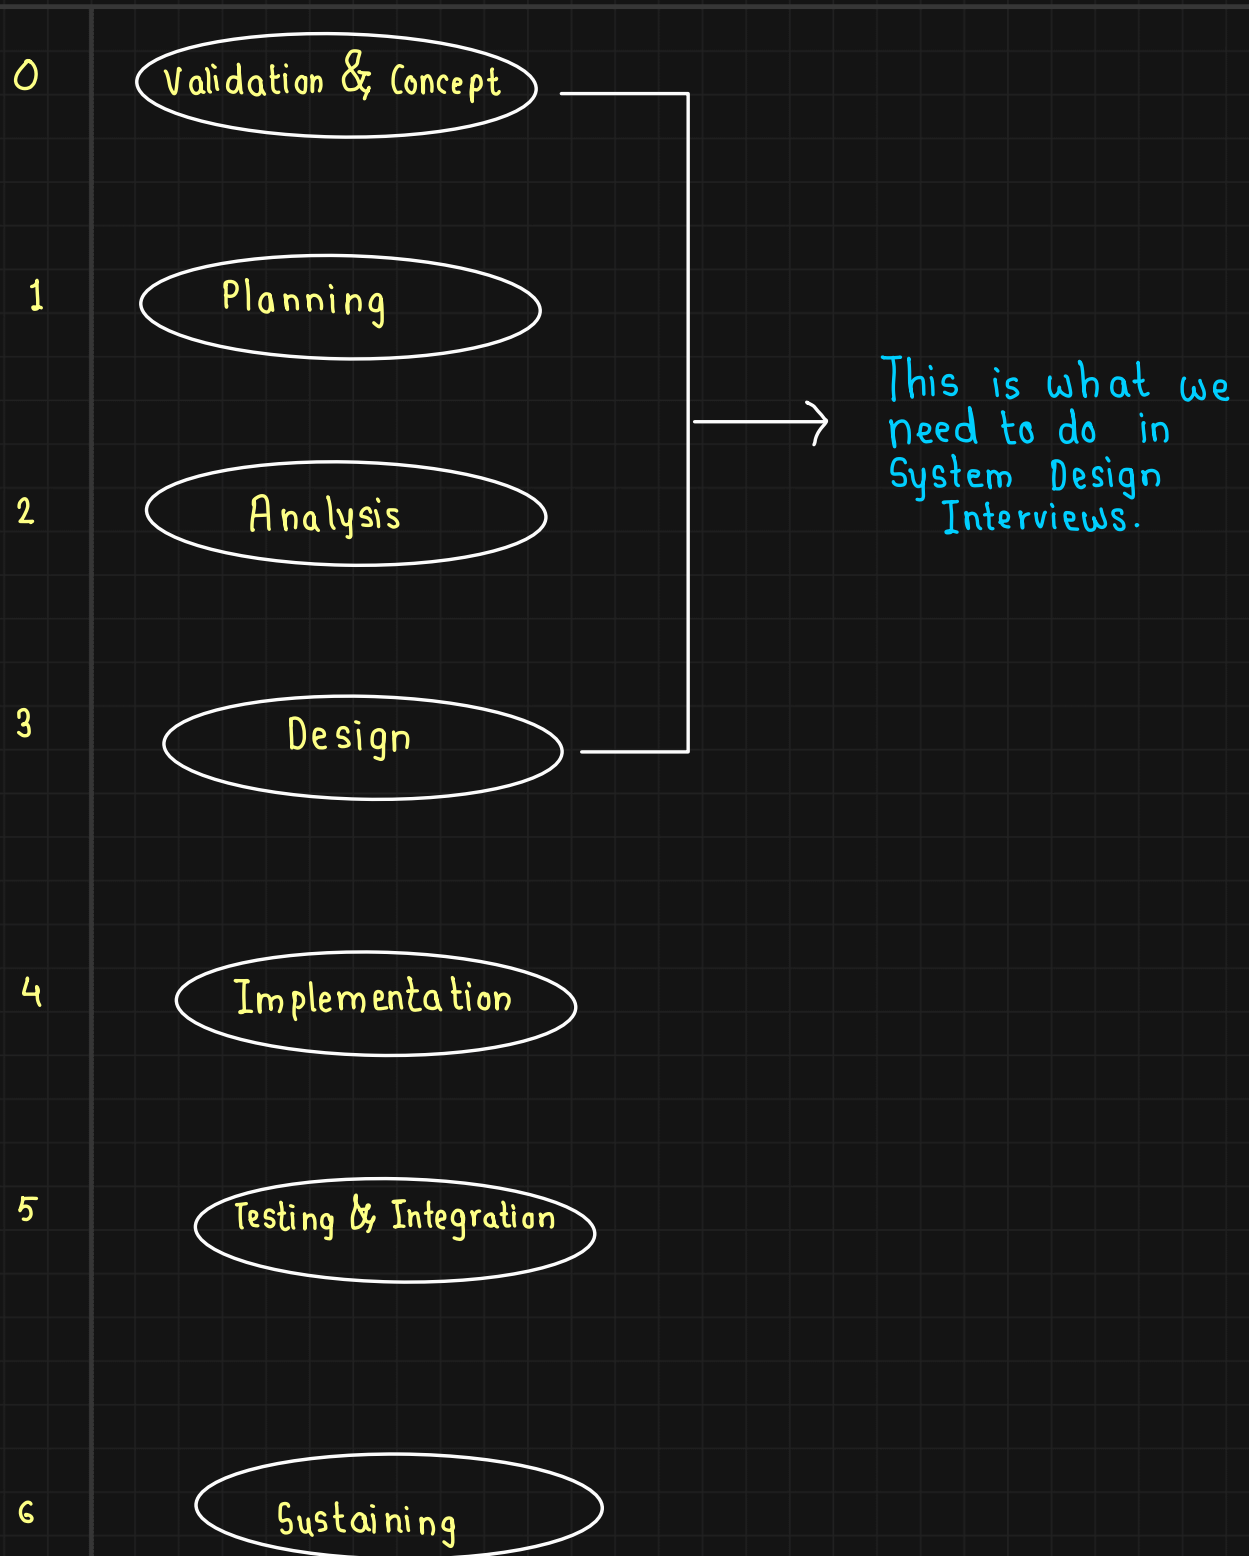 0 Validation & Concept
1 Planning
This is what we
need to do in
System Design
Interviews.
2 Analysis
3 Design
4 Implementation
5 Testing & Integration
6 Sustaining